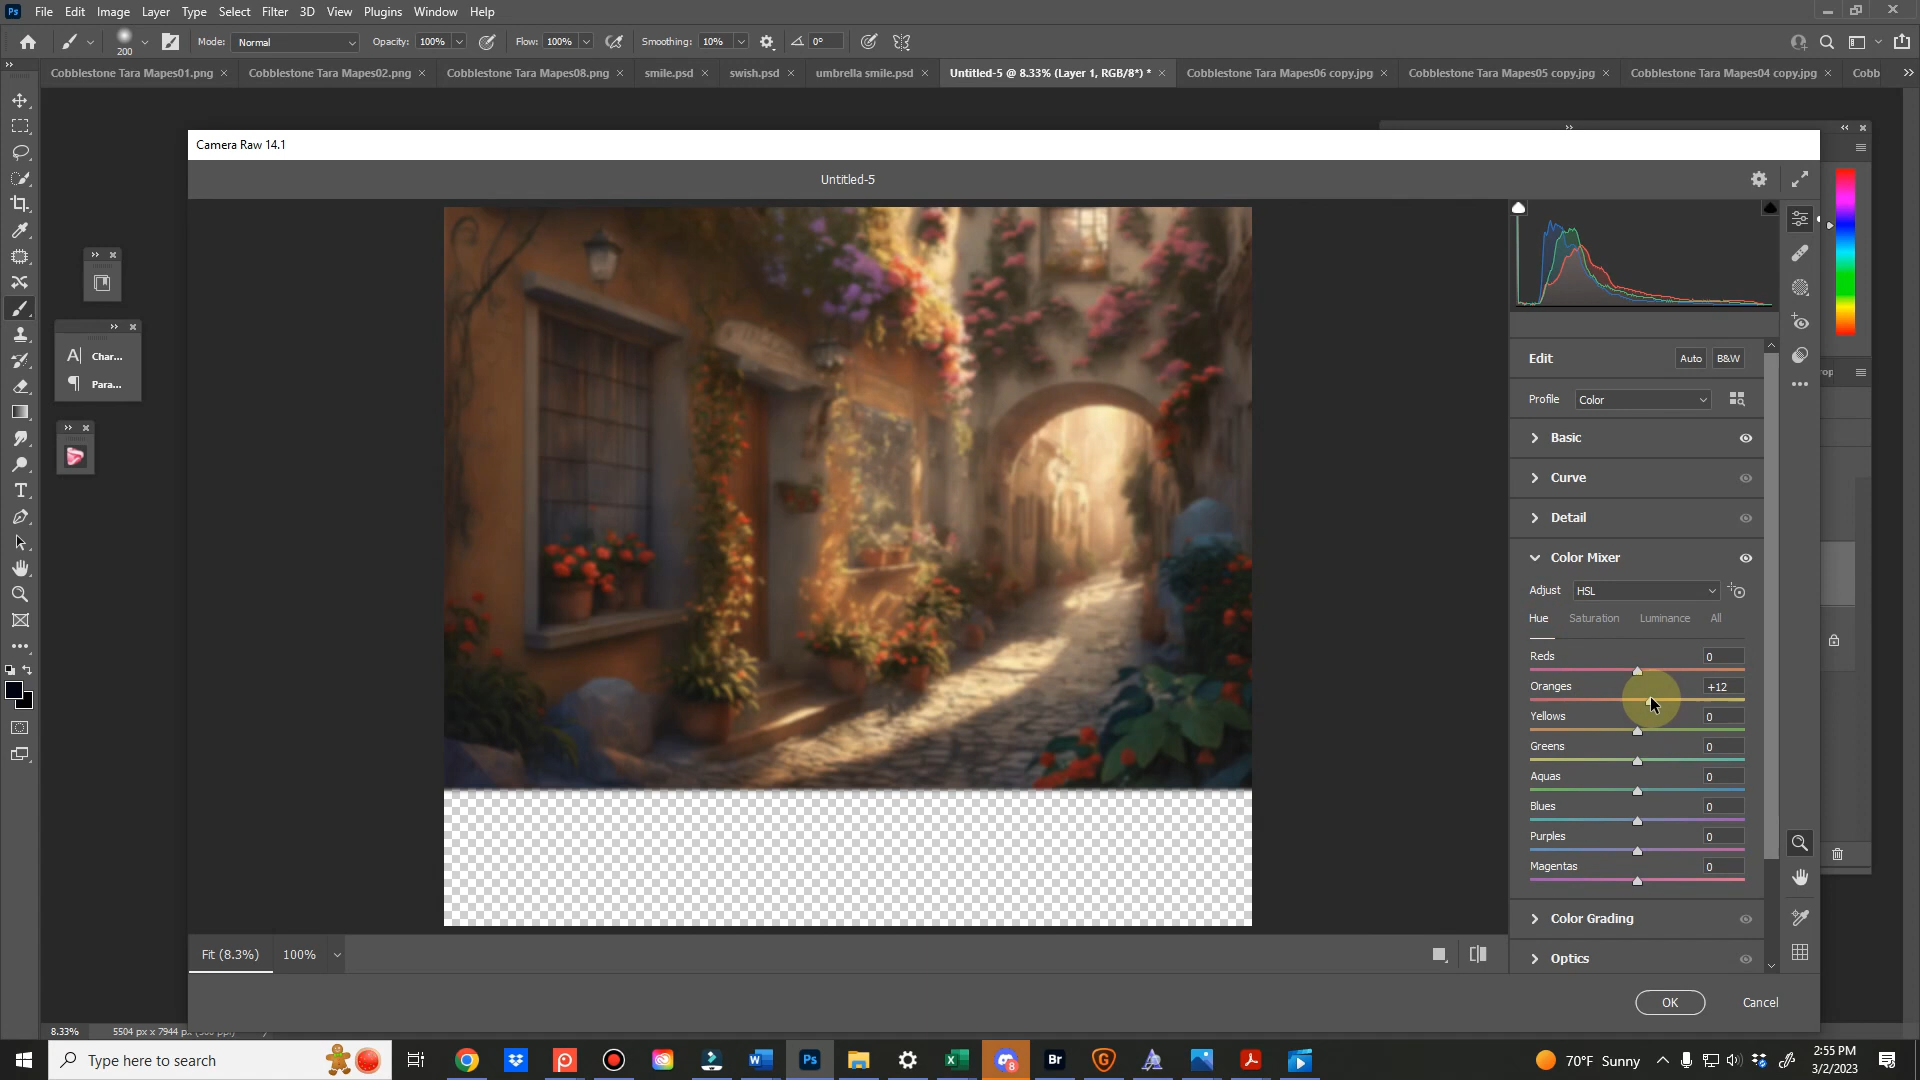 Ps File Edit Image Layer Type Select Filter 3D View Plugins Window Help
200 Mode: Normal Opacity: 100% Flow: 100% Smoothing: 10% 0°
Cobblestone Tara Mapes01.png × Cobblestone Tara Mapes02.png × Cobblestone Tara Mapes08.png × smile.psd × swish.psd × umbrella smile.psd × Untitled-5 @ 8.33% (Layer 1, RGB/8*) * × Cobblestone Tara Mapes06 copy.jpg × Cobblestone Tara Mapes05 copy.jpg × Cobblestone Tara Mapes04 copy.jpg × Cobb
Camera Raw 14.1
Untitled-5
Char...
Para...
Edit Auto B&W
Profile Color
Basic
Curve
Detail
Color Mixer
Adjust HSL
Hue Saturation Luminance All
Reds 0
Oranges +12
Yellows 0
Greens 0
Aquas 0
Blues 0
Purples 0
Magentas 0
Color Grading
Optics
Fit (8.3%) 100%
OK Cancel
8.33% 5504 px x 7944 px
Type here to search
70°F Sunny
2:55 PM
3/2/2023